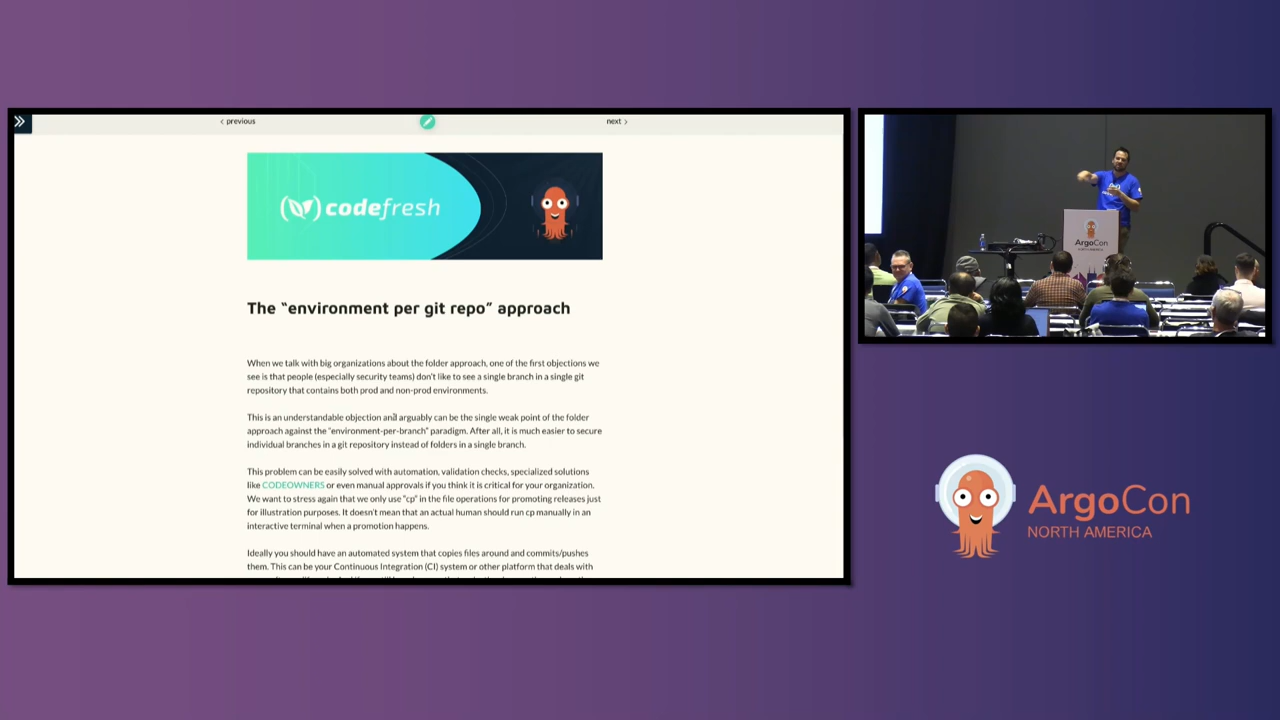 < previous
next >
codefresh
The “environment per git repo” approach
When we talk with big organizations about the folder approach, one of the first objections we
see is that people (especially security teams) don't like to see a single branch in a single git
repository that contains both prod and non-prod environments.
This is an understandable objection and arguably can be the single weak point of the folder
approach against the “environment-per-branch” paradigm. After all, it is much easier to secure
individual branches in a git repository instead of folders in a single branch.
This problem can be easily solved with automation, validation checks, specialized solutions
like CODEOWNERS or even manual approvals if you think it is critical for your organization.
We want to stress again that we only use “cp” in the file operations for promoting releases just
for illustration purposes. It doesn't mean that an actual human should run cp manually in an
interactive terminal when a promotion happens.
Ideally you should have an automated system that copies files around and commits/pushes
them. This can be your Continuous Integration (CI) system or other platform that deals with
ArgoCon
NORTH AMERICA
ArgoCon
NORTH AMERICA